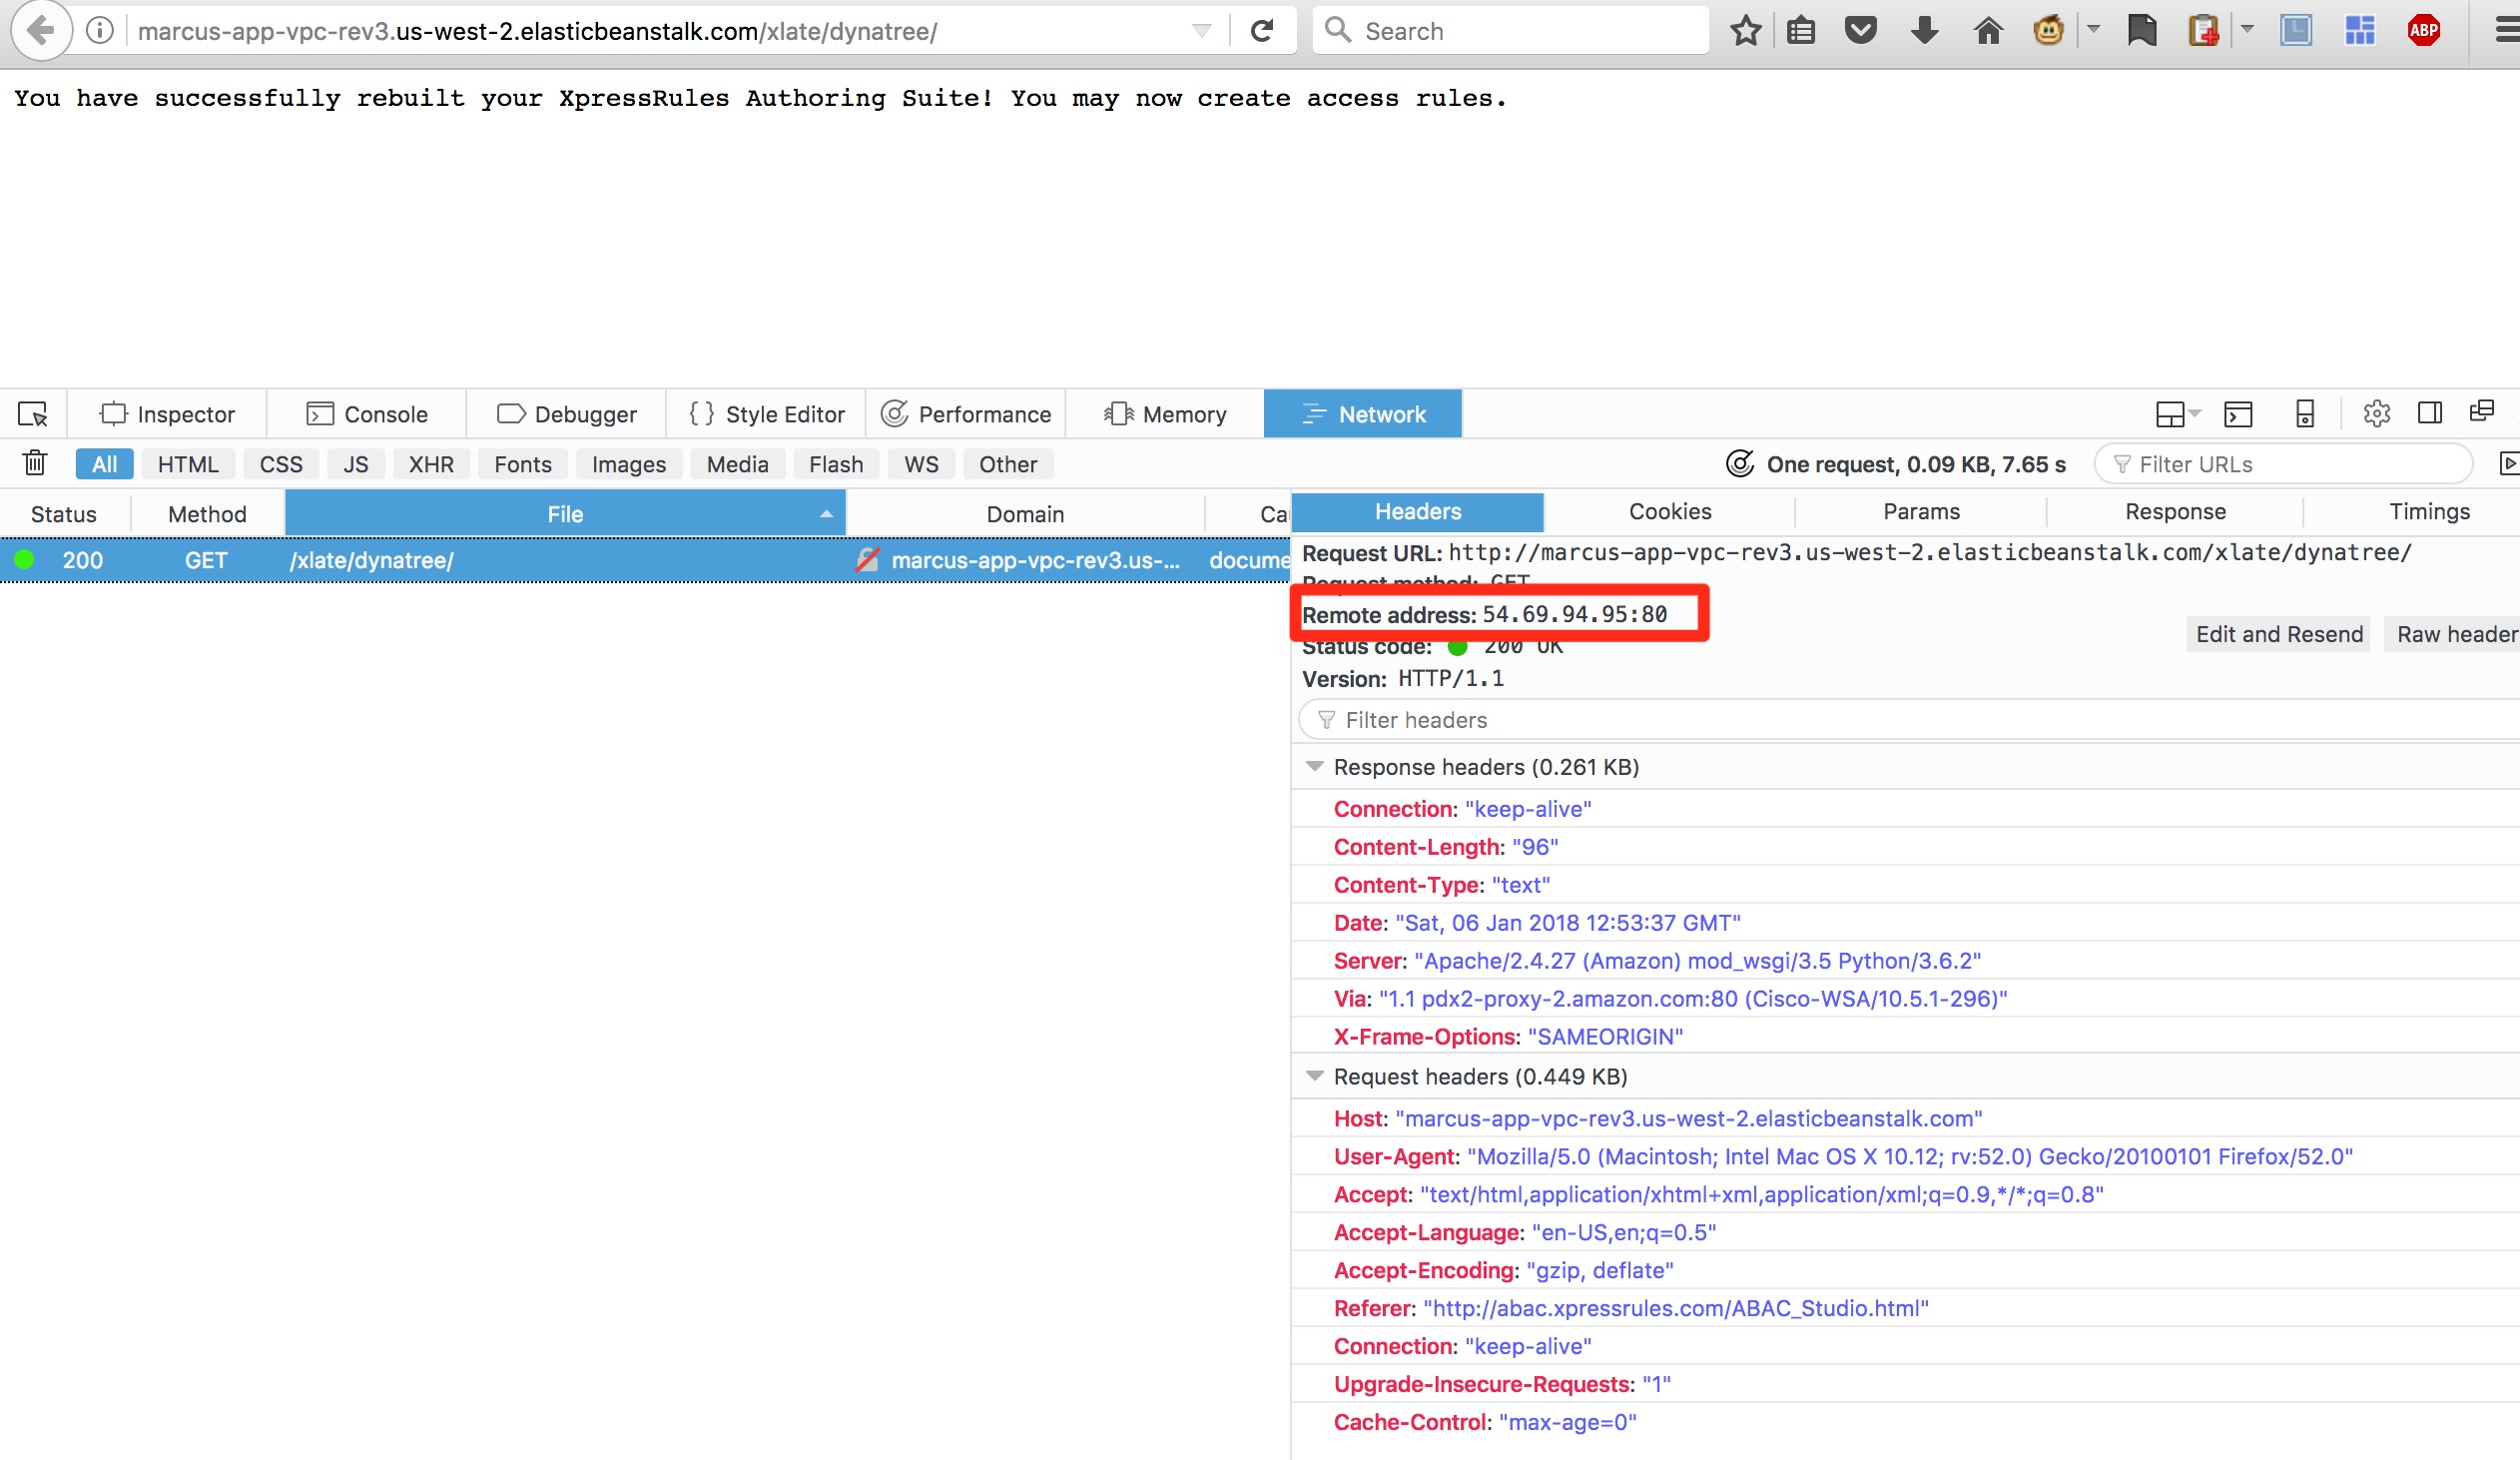 marcus-app-vpc-rev3.us-west-2.elasticbeanstalk.com/xlate/dynatree/
Search
ABP
You have successfully rebuilt your XpressRules Authoring Suite! You may now create access rules.
Inspector
Console
Debugger
{ } Style Editor
Performance
Memory
Network
All HTML CSS JS XHR Fonts Images Media Flash WS Other
One request, 0.09 KB, 7.65 s
Filter URLs
Status Method File Domain Ca
Headers Cookies Params Response Timings
200 GET /xlate/dynatree/ marcus-app-vpc-rev3.us-... docume
Request URL: http://marcus-app-vpc-rev3.us-west-2.elasticbeanstalk.com/xlate/dynatree/
Request method: GET
Remote address: 54.69.94.95:80
Edit and Resend Raw header
Status code: 200 OK
Version: HTTP/1.1
Filter headers
Response headers (0.261 KB)
Connection: "keep-alive"
Content-Length: "96"
Content-Type: "text"
Date: "Sat, 06 Jan 2018 12:53:37 GMT"
Server: "Apache/2.4.27 (Amazon) mod_wsgi/3.5 Python/3.6.2"
Via: "1.1 pdx2-proxy-2.amazon.com:80 (Cisco-WSA/10.5.1-296)"
X-Frame-Options: "SAMEORIGIN"
Request headers (0.449 KB)
Host: "marcus-app-vpc-rev3.us-west-2.elasticbeanstalk.com"
User-Agent: "Mozilla/5.0 (Macintosh; Intel Mac OS X 10.12; rv:52.0) Gecko/20100101 Firefox/52.0"
Accept: "text/html,application/xhtml+xml,application/xml;q=0.9,*/*;q=0.8"
Accept-Language: "en-US,en;q=0.5"
Accept-Encoding: "gzip, deflate"
Referer: "http://abac.xpressrules.com/ABAC_Studio.html"
Connection: "keep-alive"
Upgrade-Insecure-Requests: "1"
Cache-Control: "max-age=0"